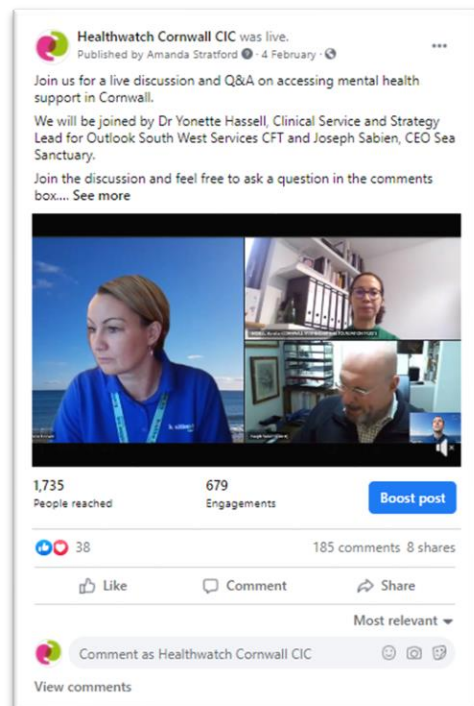 Healthwatch Cornwall CIC was live.
Published by Amanda Stratford · 4 February ·
Join us for a live discussion and Q&A on accessing mental health
support in Cornwall.
We will be joined by Dr Yonette Hassell, Clinical Service and Strategy
Lead for Outlook South West Services CFT and Joseph Sabien, CEO Sea
Sanctuary.
Join the discussion and feel free to ask a question in the comments
box.... See more
1,735
People reached
679
Engagements
Boost post
38
185 comments 8 shares
Like
Comment
Share
Most relevant
Comment as Healthwatch Cornwall CIC
View comments